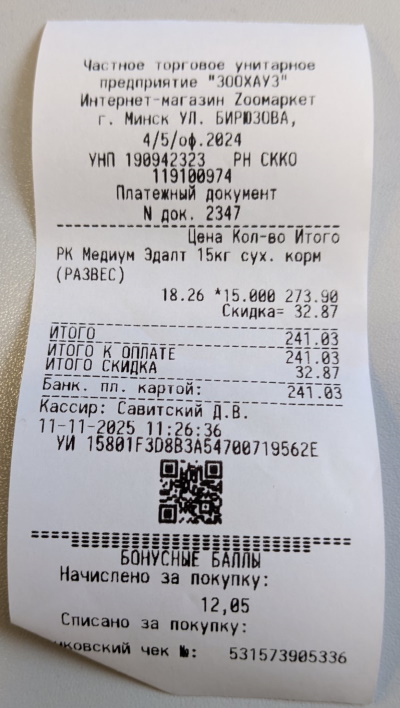 Частное торговое унитарное
предприятие "ЗООХАУЗ"
Интернет-магазин Zоомаркет
г. Минск УЛ. БИРЮЗОВА,
4/5/оф.2024
УНП 190942323 РН СККО
119100974
Платежный документ
N док. 2347
Цена Кол-во Итого
РК Медиум Эдалт 15кг сух. корм
(РАЗВЕС)
18.26 *15.000 273.90
Скидка= 32.87
ИТОГО 241.03
ИТОГО К ОПЛАТЕ 241.03
ИТОГО СКИДКА 32.87
Банк. пл. картой: 241.03
Кассир: Савитский Д.В.
11-11-2025 11:26:36
УИ 15801F3D8B3A54700719562E
БОНУСНЫЕ БАЛЛЫ
Начислено за покупку:
12,05
Списано за покупку:
чек №: 531573905336